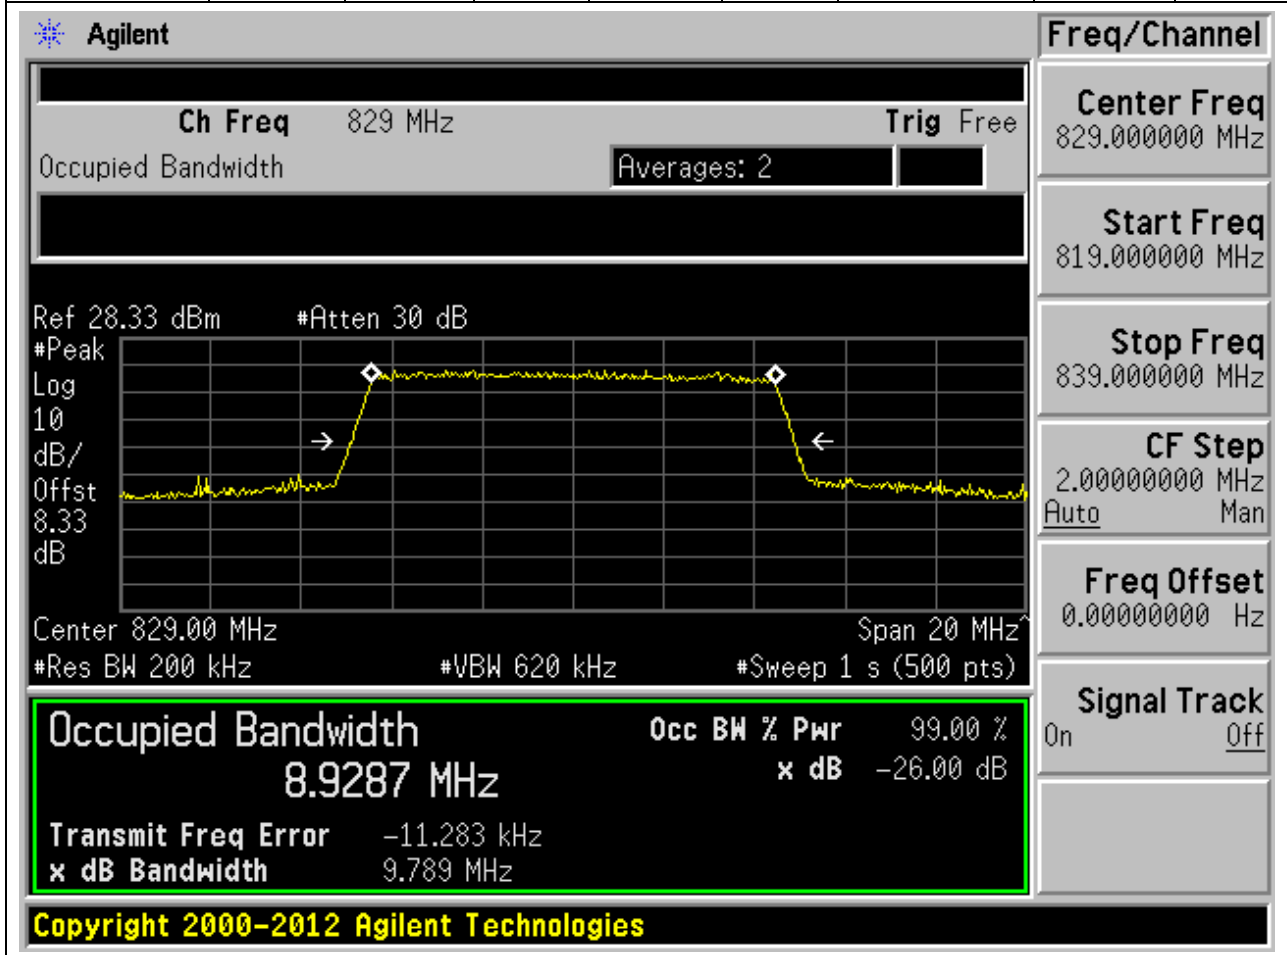 Agilent
Freq/Channel
Ch Freq 829 MHz Trig Free
Occupied Bandwidth Averages: 2
Center Freq
829.000000 MHz
Start Freq
819.000000 MHz
Stop Freq
839.000000 MHz
CF Step
2.00000000 MHz
Auto Man
Freq Offset
0.00000000 Hz
Signal Track
On Off
Ref 28.33 dBm #Atten 30 dB
#Peak
Log
10
dB/
Offst
8.33
dB
Center 829.00 MHz Span 20 MHz^
#Res BW 200 kHz #VBW 620 kHz #Sweep 1 s (500 pts)
Occupied Bandwidth
8.9287 MHz
Occ BW % Pwr 99.00 %
x dB -26.00 dB
Transmit Freq Error -11.283 kHz
x dB Bandwidth 9.789 MHz
Copyright 2000-2012 Agilent Technologies